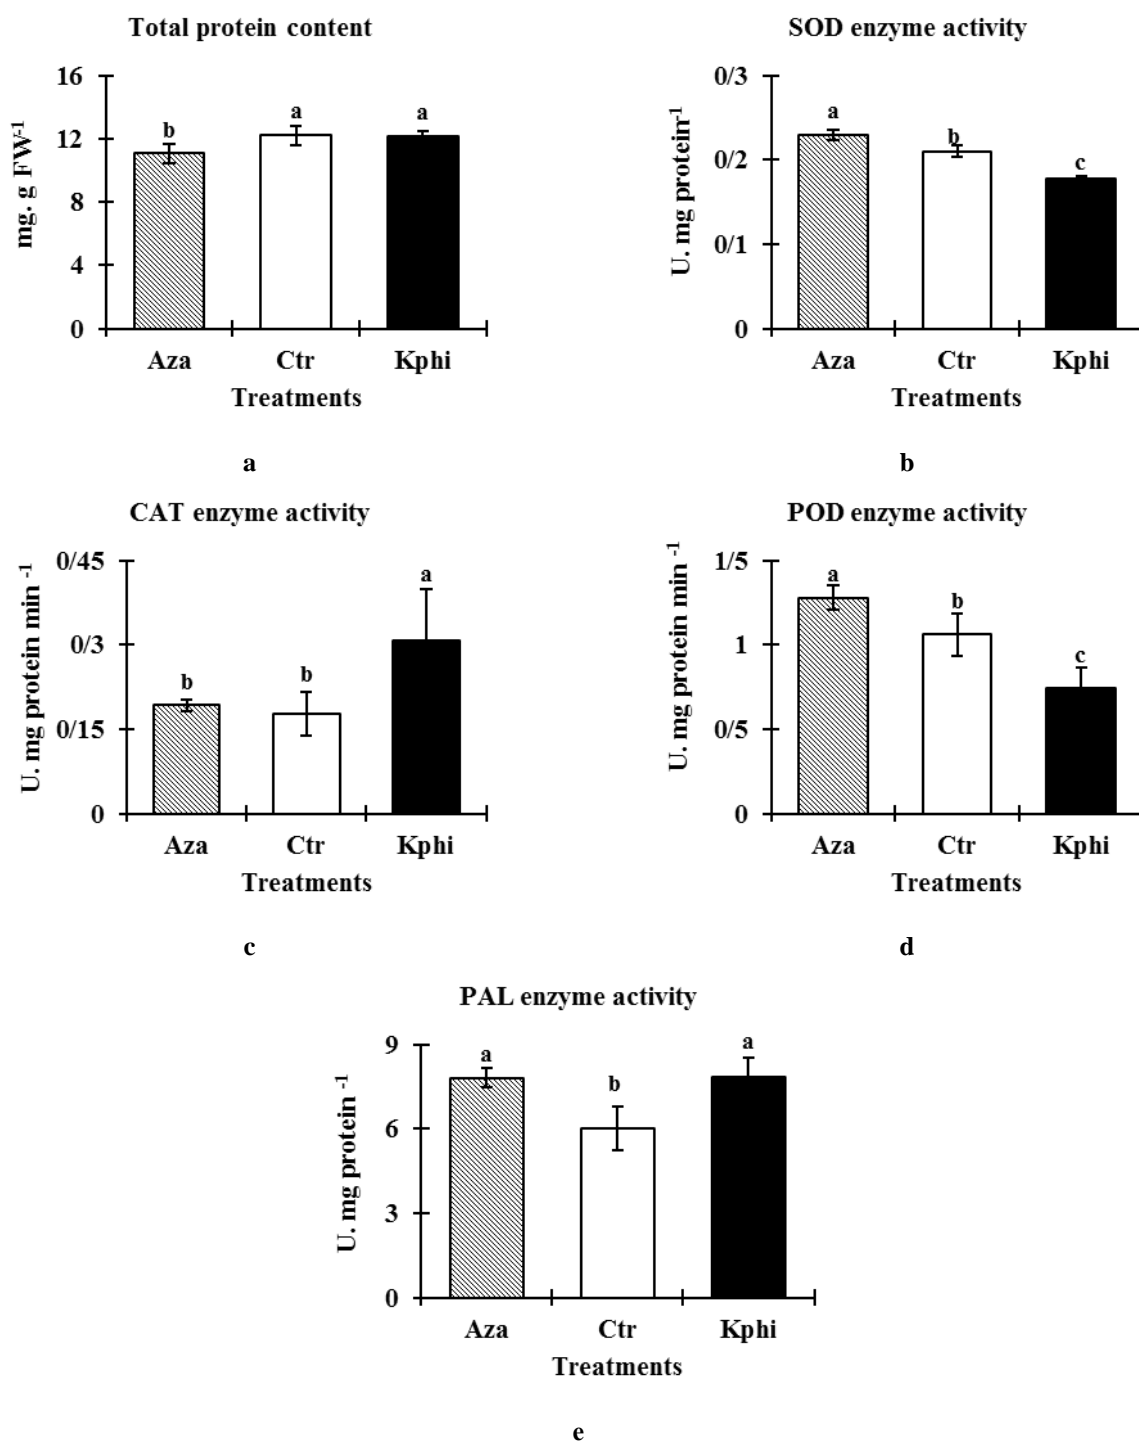 Total protein content
mg. g FW-1
16
12
8
4
0
b
a
a
Aza Ctr Kphi
Treatments
a
SOD enzyme activity
U. mg protein-1
0/3
0/2
0/1
0
a
b
c
Aza Ctr Kphi
Treatments
b
CAT enzyme activity
U. mg protein min -1
0/45
0/3
0/15
0
b
b
a
Aza Ctr Kphi
Treatments
c
POD enzyme activity
U. mg protein min -1
1/5
1
0/5
0
a
b
c
Aza Ctr Kphi
Treatments
d
PAL enzyme activity
U. mg protein -1
9
6
3
0
a
b
a
Aza Ctr Kphi
Treatments
e